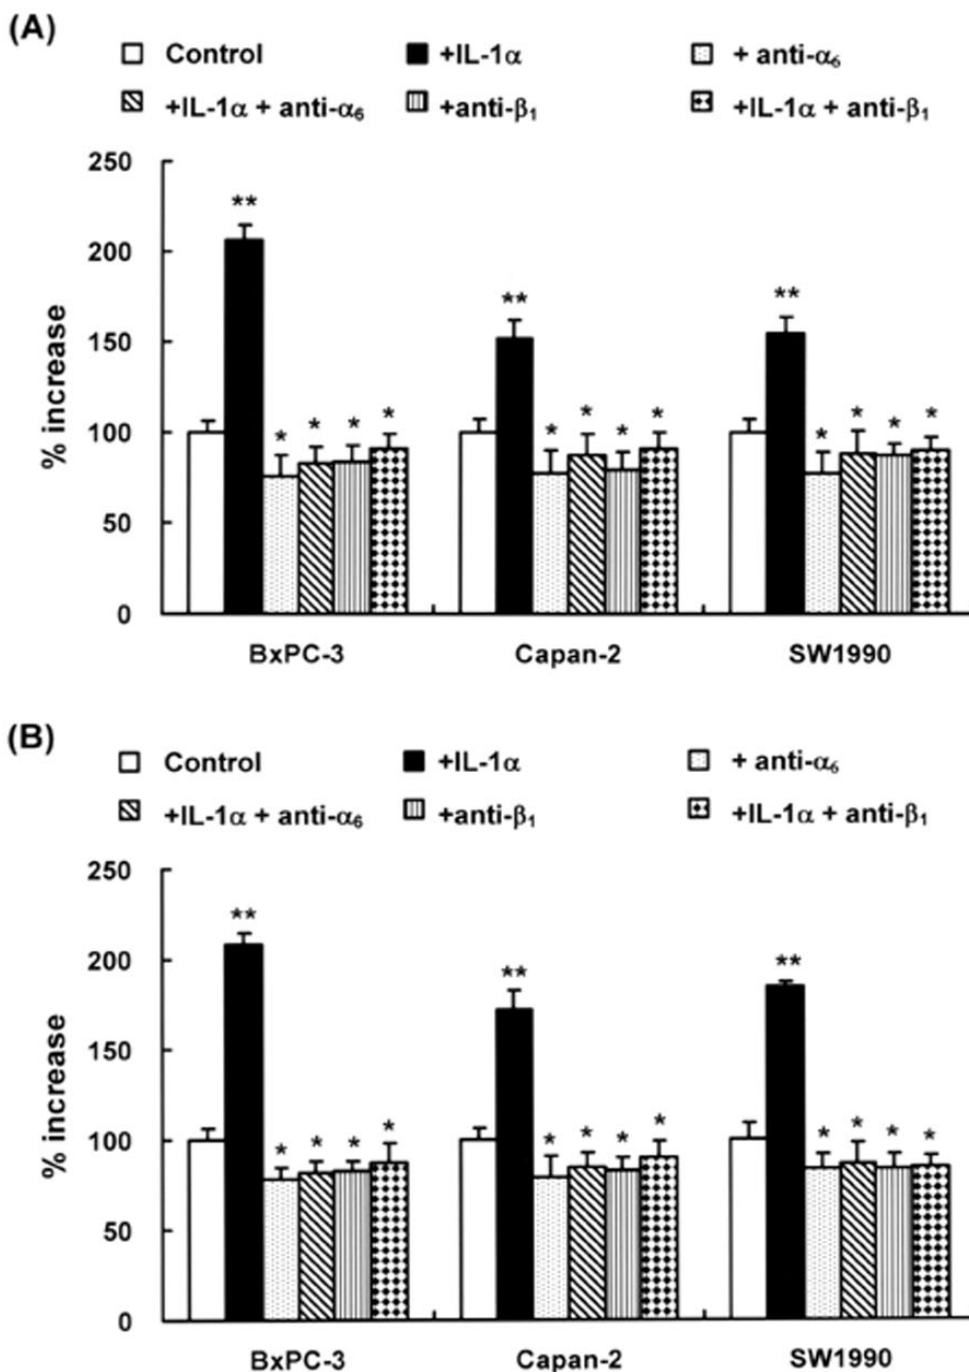 (A)
Control +IL-1α + anti-α₆
+IL-1α + anti-α₆ +anti-β₁ +IL-1α + anti-β₁
250
200
150
100
50
0
% increase
** * * * *
** * * * *
** * * * *
BxPC-3 Capan-2 SW1990
(B)
Control +IL-1α + anti-α₆
+IL-1α + anti-α₆ +anti-β₁ +IL-1α + anti-β₁
250
200
150
100
50
0
% increase
** * * * *
** * * * *
** * * * *
BxPC-3 Capan-2 SW1990